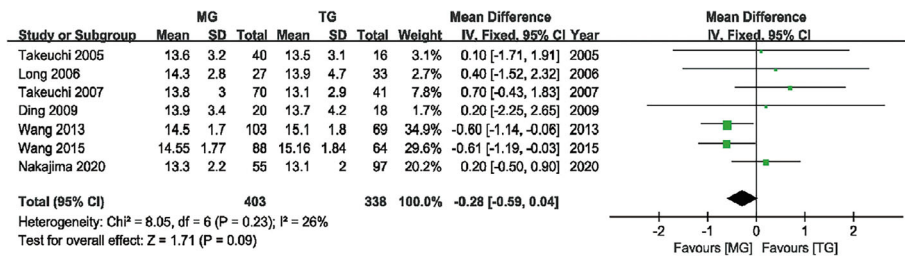 MG TG Mean Difference Mean Difference
Study or Subgroup Mean SD Total Mean SD Total Weight IV, Fixed, 95% CI Year IV, Fixed, 95% CI
Takeuchi 2005 13.6 3.2 40 13.5 3.1 16 3.1% 0.10 [-1.71, 1.91] 2005
Long 2006 14.3 2.8 27 13.9 4.7 33 2.7% 0.40 [-1.52, 2.32] 2006
Takeuchi 2007 13.8 3 70 13.1 2.9 41 7.8% 0.70 [-0.43, 1.83] 2007
Ding 2009 13.9 3.4 20 13.7 4.2 18 1.7% 0.20 [-2.25, 2.65] 2009
Wang 2013 14.5 1.7 103 15.1 1.8 69 34.9% -0.60 [-1.14, -0.06] 2013
Wang 2015 14.55 1.77 88 15.16 1.84 64 29.6% -0.61 [-1.19, -0.03] 2015
Nakajima 2020 13.3 2.2 55 13.1 2 97 20.2% 0.20 [-0.50, 0.90] 2020
Total (95% CI) 403 338 100.0% -0.28 [-0.59, 0.04]
Heterogeneity: Chi² = 8.05, df = 6 (P = 0.23); I² = 26%
Test for overall effect: Z = 1.71 (P = 0.09)
-2 -1 0 1 2
Favours [MG] Favours [TG]